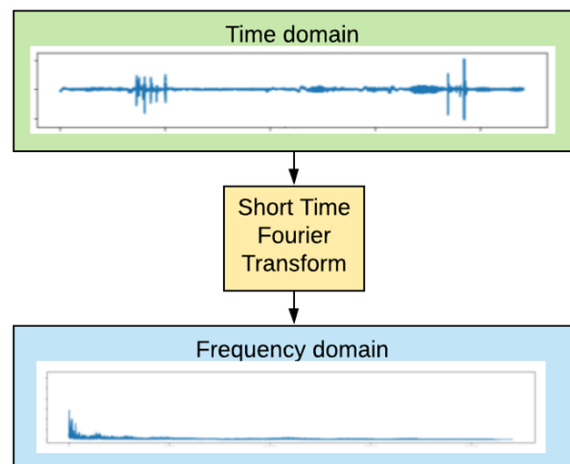 Time domain
Short Time
Fourier
Transform
Frequency domain